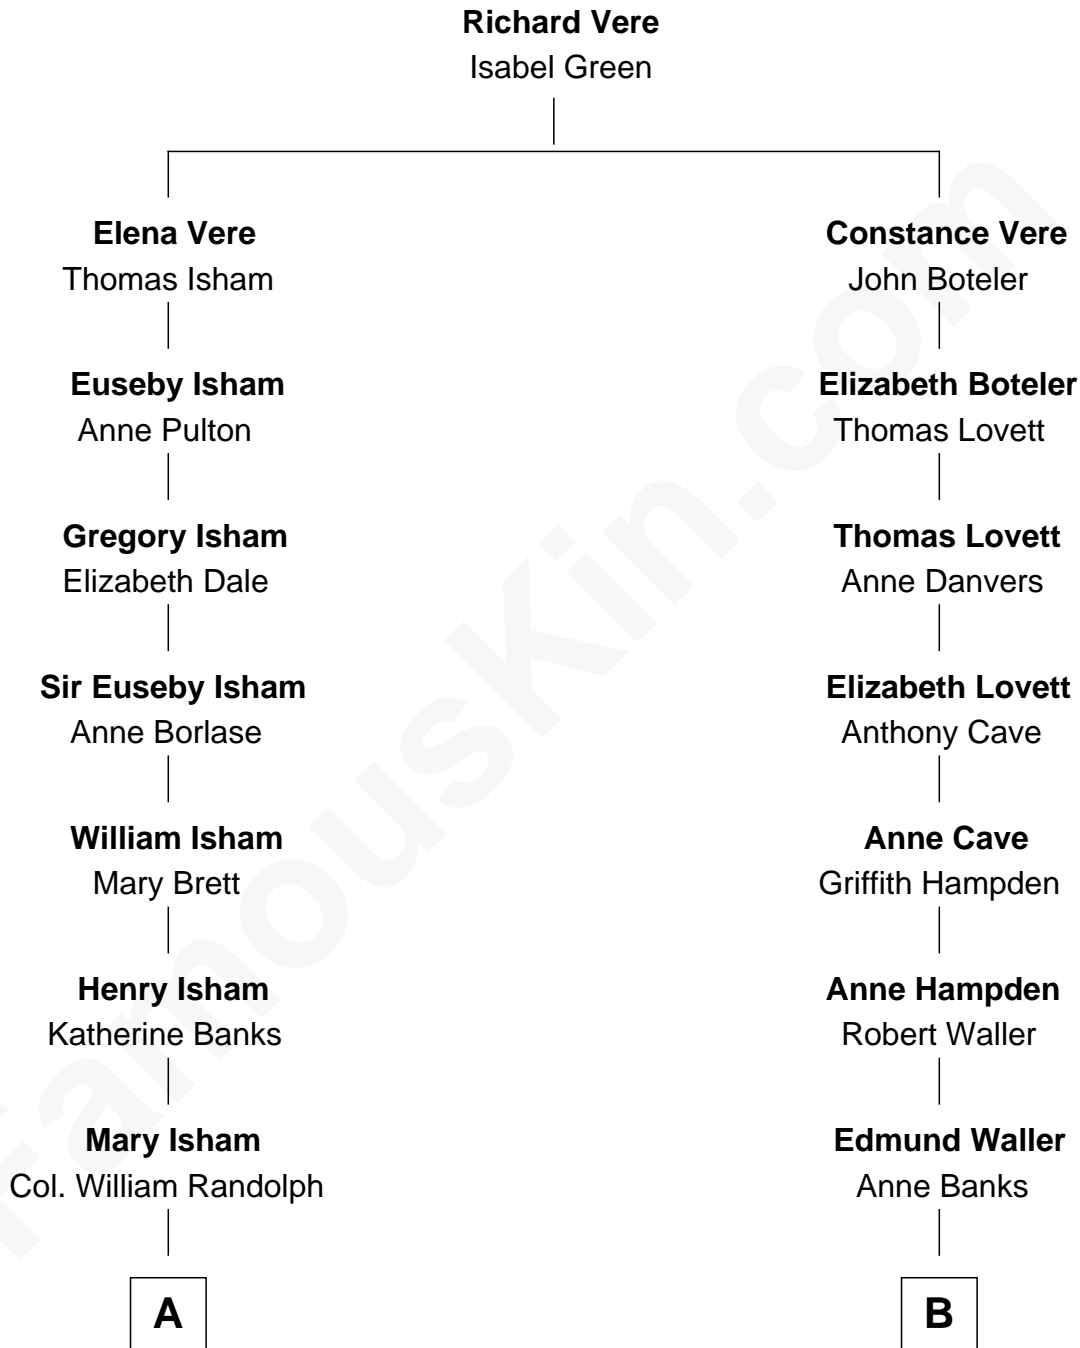 Richard Vere
Isabel Green
Elena Vere
Thomas Isham
Constance Vere
John Boteler
Euseby Isham
Anne Pulton
Elizabeth Boteler
Thomas Lovett
Gregory Isham
Elizabeth Dale
Thomas Lovett
Anne Danvers
Sir Euseby Isham
Anne Borlase
Elizabeth Lovett
Anthony Cave
William Isham
Mary Brett
Anne Cave
Griffith Hampden
Henry Isham
Katherine Banks
Anne Hampden
Robert Waller
Mary Isham
Col. William Randolph
Edmund Waller
Anne Banks
A
B
FamousKin.com